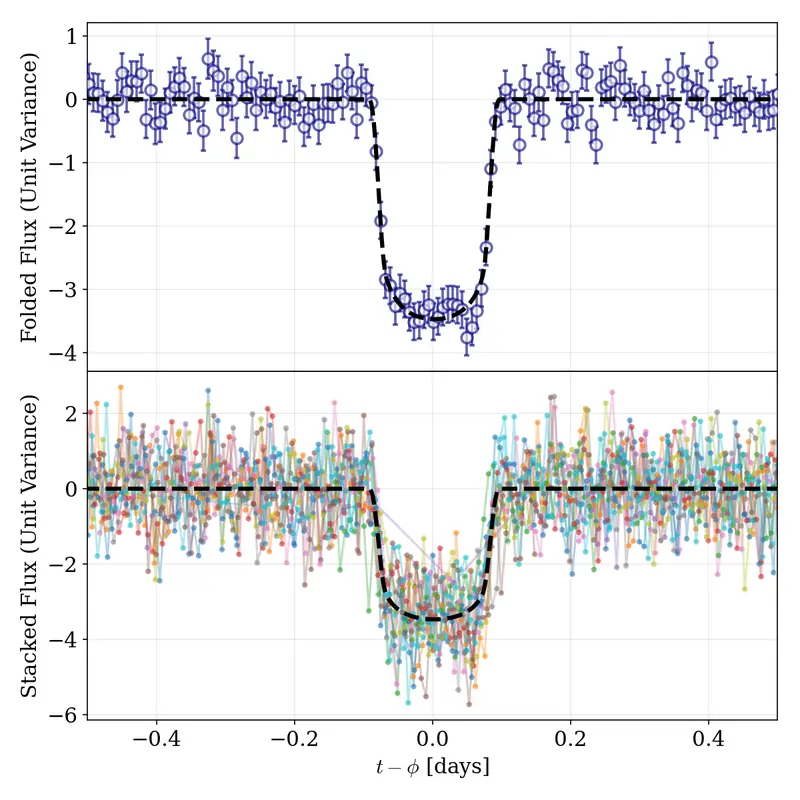 Folded Flux (Unit Variance)
1
0
−1
−2
−3
−4
Stacked Flux (Unit Variance)
2
0
−2
−4
−6
−0.4 −0.2 0.0 0.2 0.4
t − ϕ [days]